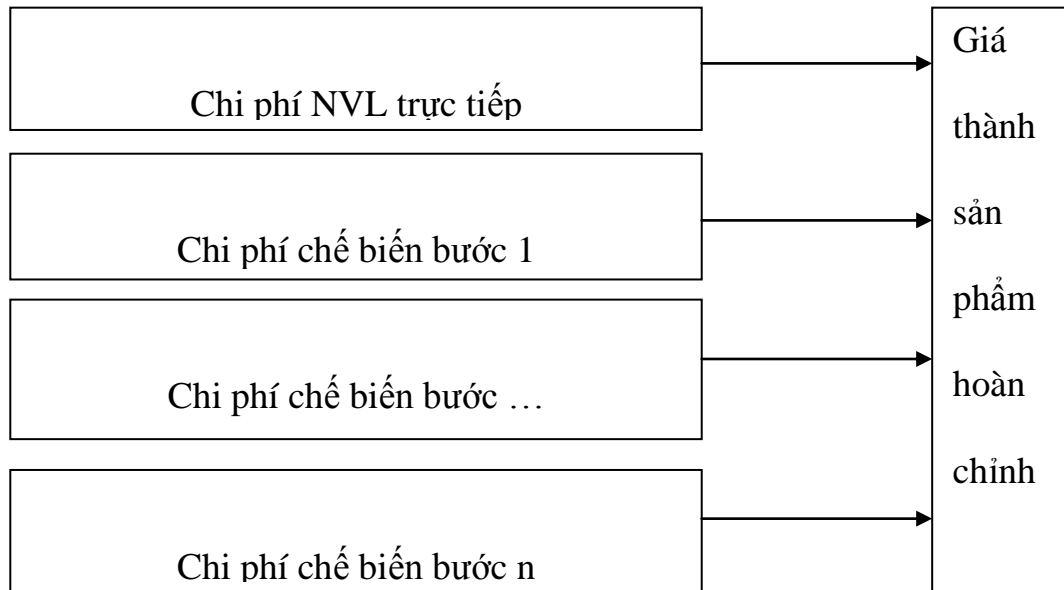 Chi phí NVL trực tiếp
Chi phí chế biến bước 1
Chi phí chế biến bước …
Chi phí chế biến bước n
Giá
thành
sản
phẩm
hoàn
chỉnh